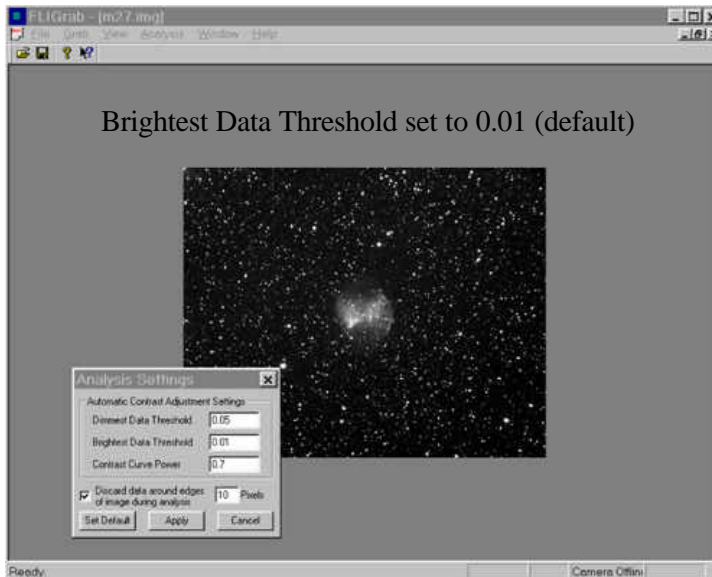 FLIGrab - [m27.img]
File Grab View Analysis Window Help
Brightest Data Threshold set to 0.01 (default)
Analysis Settings
Automatic Contrast Adjustment Settings
Dimmest Data Threshold 0.05
Brightest Data Threshold 0.01
Contrast Curve Power 0.7
Discard data around edges
of image during analysis
10 Pixels
Set Default Apply Cancel
Ready. Camera Offlin